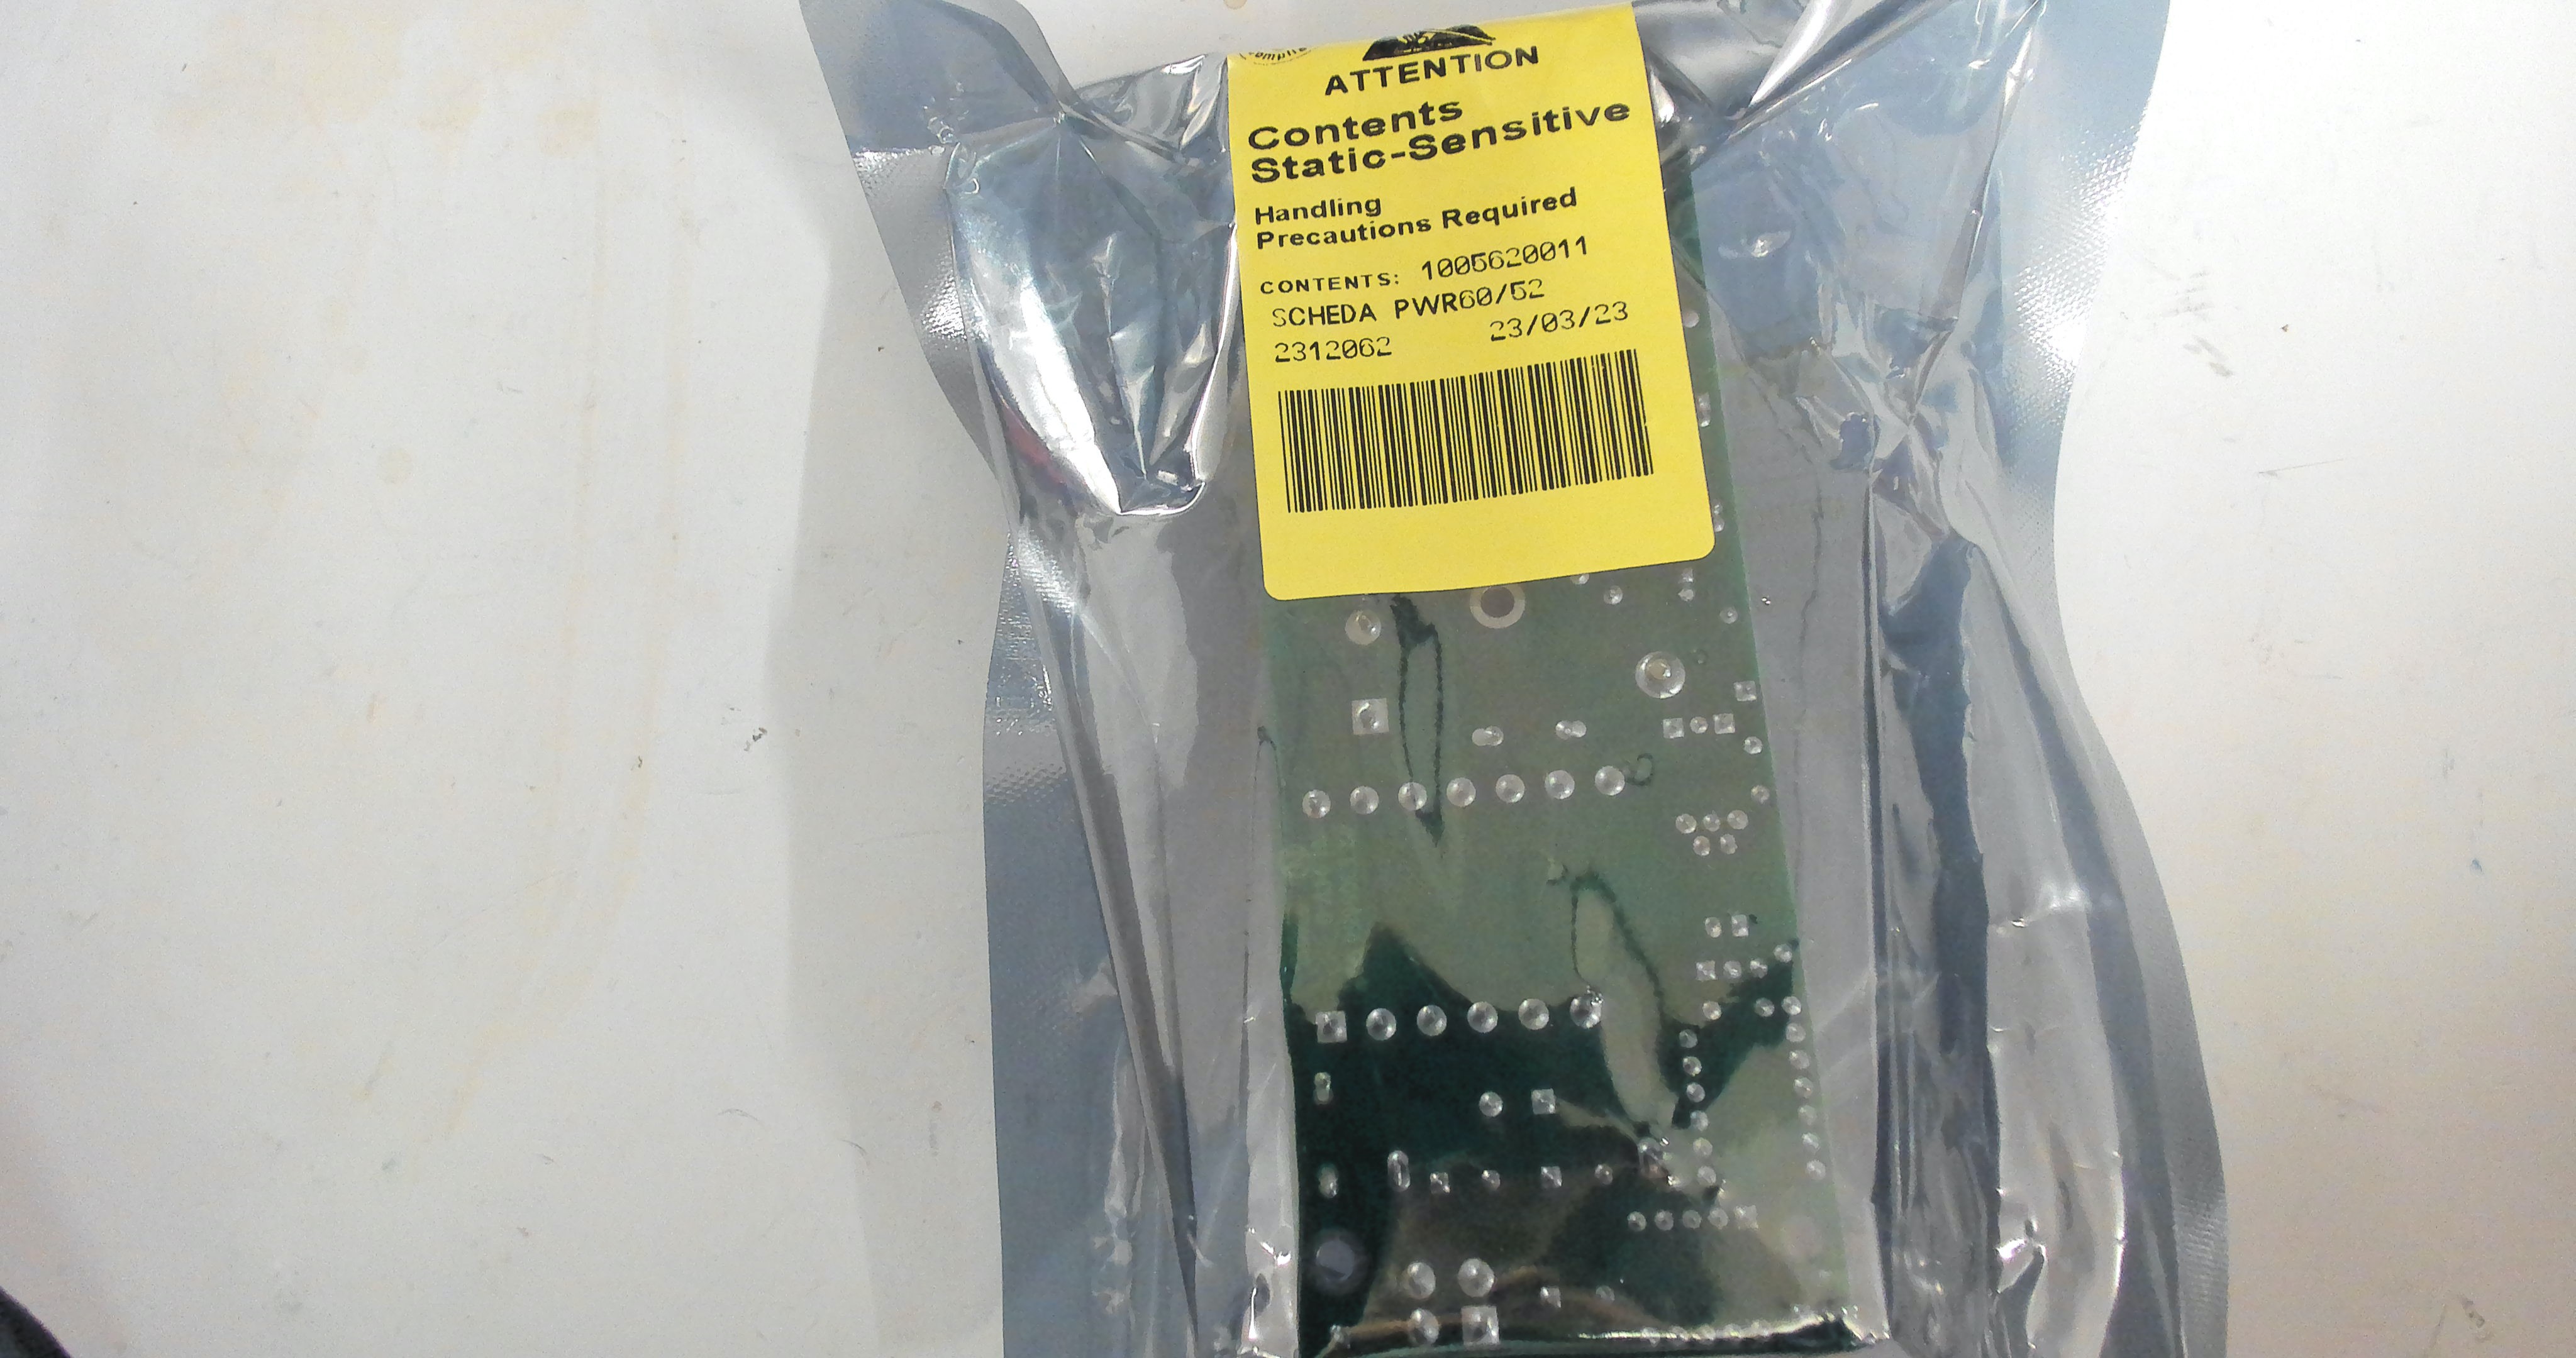 ATTENTION
Contents
Static-Sensitive
Handling
Precautions Required
CONTENTS: 1005620011
SCHEDA PWR60/52
2312062 23/03/23